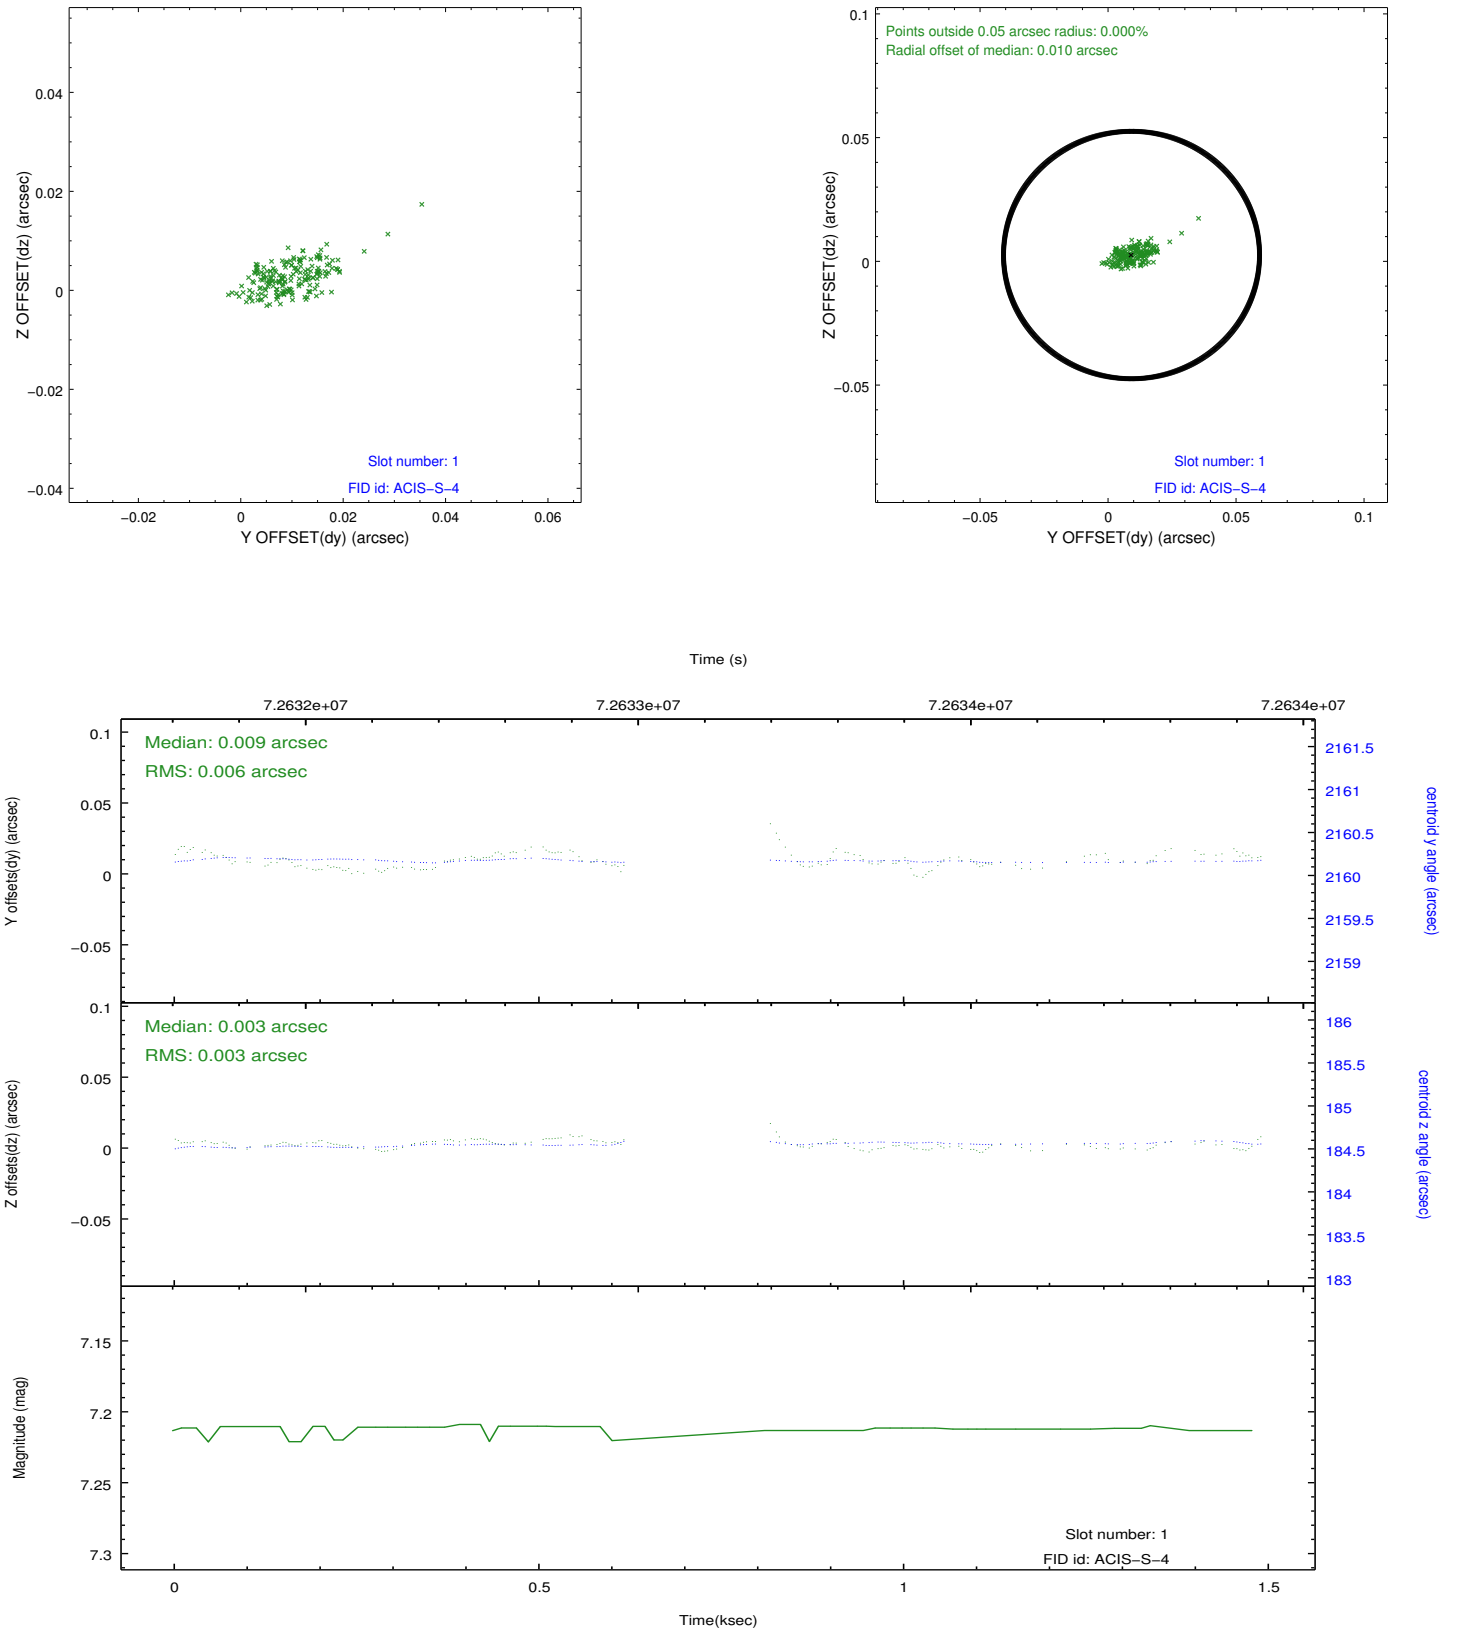 0.04
0.02
0
−0.02
−0.04
Z OFFSET(dz) (arcsec)
Slot number: 1
FID id: ACIS−S−4
−0.02 0 0.02 0.04 0.06
Y OFFSET(dy) (arcsec)
Points outside 0.05 arcsec radius: 0.000%
Radial offset of median: 0.010 arcsec
0.1
0.05
0
−0.05
Z OFFSET(dz) (arcsec)
Slot number: 1
FID id: ACIS−S−4
−0.05 0 0.05 0.1
Y OFFSET(dy) (arcsec)
Time (s)
7.2632e+07 7.2633e+07 7.2634e+07 7.2634e+07
Median: 0.009 arcsec
RMS: 0.006 arcsec
0.1
0.05
0
−0.05
Y offsets(dy) (arcsec)
2161.5
2161
2160.5
2160
2159.5
2159
centroid y angle (arcsec)
Median: 0.003 arcsec
RMS: 0.003 arcsec
0.1
0.05
0
−0.05
Z offsets(dz) (arcsec)
186
185.5
185
184.5
184
183.5
183
centroid z angle (arcsec)
7.15
7.2
7.25
7.3
Magnitude (mag)
Slot number: 1
FID id: ACIS−S−4
0 0.5 1 1.5
Time(ksec)